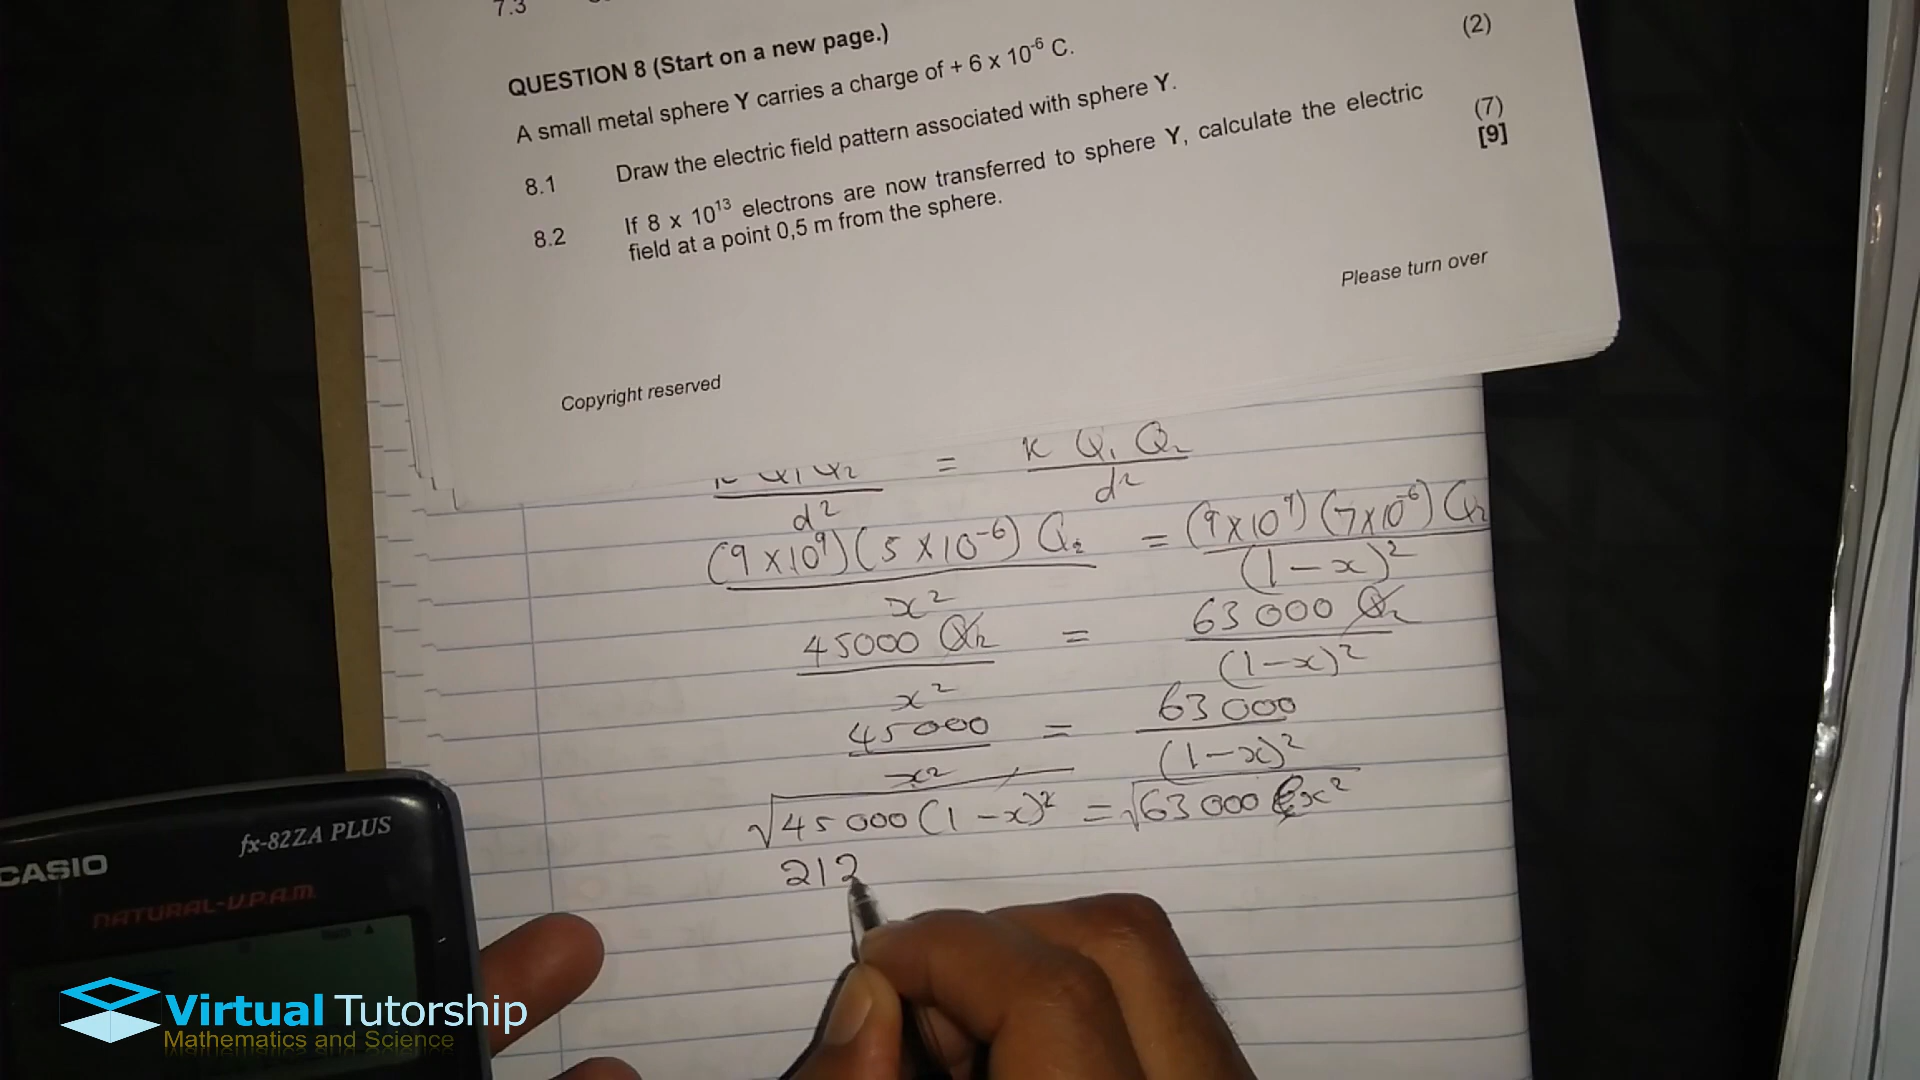 7.3
(2)
QUESTION 8 (Start on a new page.)
A small metal sphere Y carries a charge of + 6 x 10⁻⁶ C.
8.1 Draw the electric field pattern associated with sphere Y.
(7)
[9]
8.2 If 8 x 10¹³ electrons are now transferred to sphere Y, calculate the electric
field at a point 0,5 m from the sphere.
Please turn over
Copyright reserved
K Q₁ Q₂ / d² = K Q₁ Q₂ / d²
(9 × 10⁹)(5 × 10⁻⁶) Q₂ / x² = (9 × 10⁹)(7 × 10⁻⁶) Q₂ / (1 − x)²
45000 Q₂ / x² = 63 000 Q₂ / (1 − x)²
45000 / x² = 63 000 / (1 − x)²
√45 000 (1 − x)² = √63 000 x²
212
CASIO
fx-82ZA PLUS
NATURAL-V.P.A.M.
Virtual Tutorship
Mathematics and Science